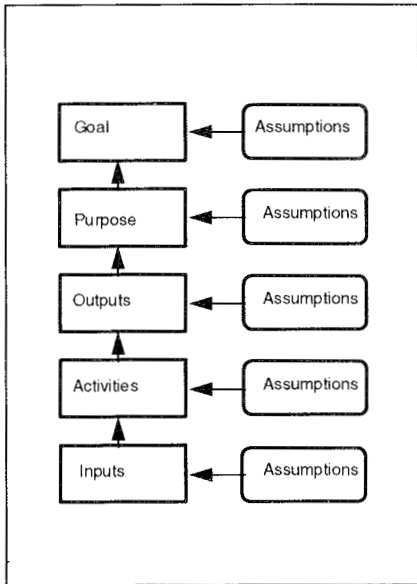 Goal
Assumptions
Purpose
Assumptions
Outputs
Assumptions
Activities
Assumptions
Inputs
Assumptions